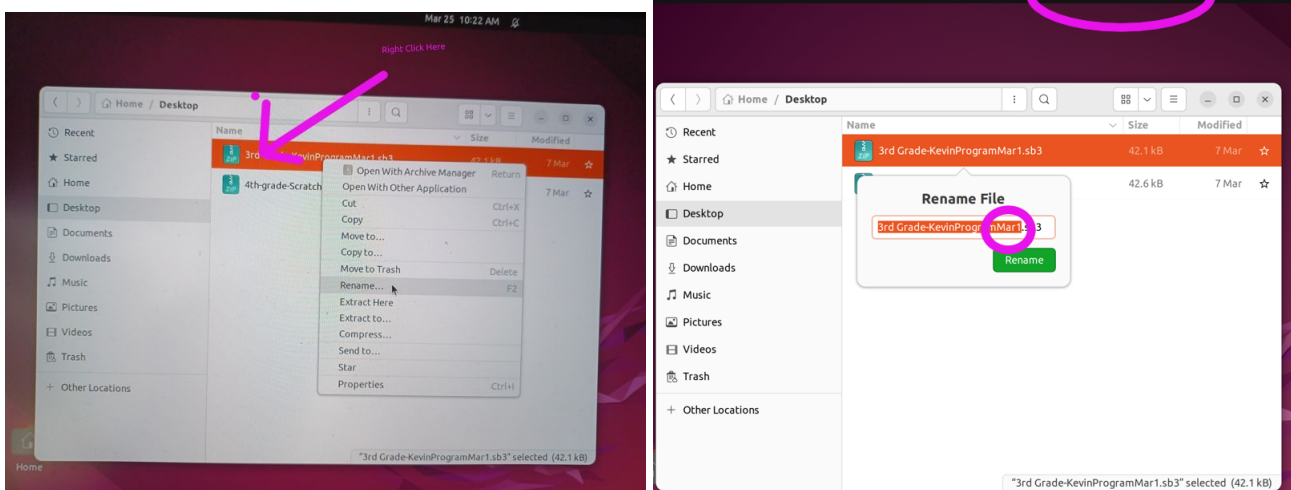 Mar 25 10:22 AM
Right Click Here
Home / Desktop
Recent
Starred
Home
Desktop
Documents
Downloads
Music
Pictures
Videos
Trash
+ Other Locations
Home
Name Size Modified
ZIP 3rd Grade-KevinProgramMar1.sb3 42.1 kB 7 Mar
ZIP 4th-grade-Scratch 7 Mar
Open With Archive Manager Return
Open With Other Application
Cut Ctrl+X
Copy Ctrl+C
Move to...
Copy to...
Move to Trash Delete
Rename... F2
Extract Here
Extract to...
Compress...
Send to...
Star
Properties Ctrl+I
"3rd Grade-KevinProgramMar1.sb3" selected (42.1 kB)
Home / Desktop
Recent
Starred
Home
Desktop
Documents
Downloads
Music
Pictures
Videos
Trash
+ Other Locations
Name Size Modified
ZIP 3rd Grade-KevinProgramMar1.sb3 42.1 kB 7 Mar
42.6 kB 7 Mar
Rename File
3rd Grade-KevinProgramMar1.sb3
Rename
"3rd Grade-KevinProgramMar1.sb3" selected (42.1 kB)